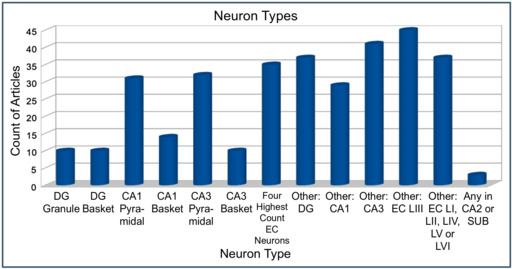 Neuron Types
Count of Articles
45
40
35
30
25
20
15
10
5
0
DG
Granule
DG
Basket
CA1
Pyra-
midal
CA1
Basket
CA3
Pyra-
midal
CA3
Basket
Four
Highest
Count
EC
Neurons
Other:
DG
Other:
CA1
Other:
CA3
Other:
EC LIII
Other:
EC LI,
LII, LIV,
LV or
LVI
Any in
CA2 or
SUB
Neuron Type